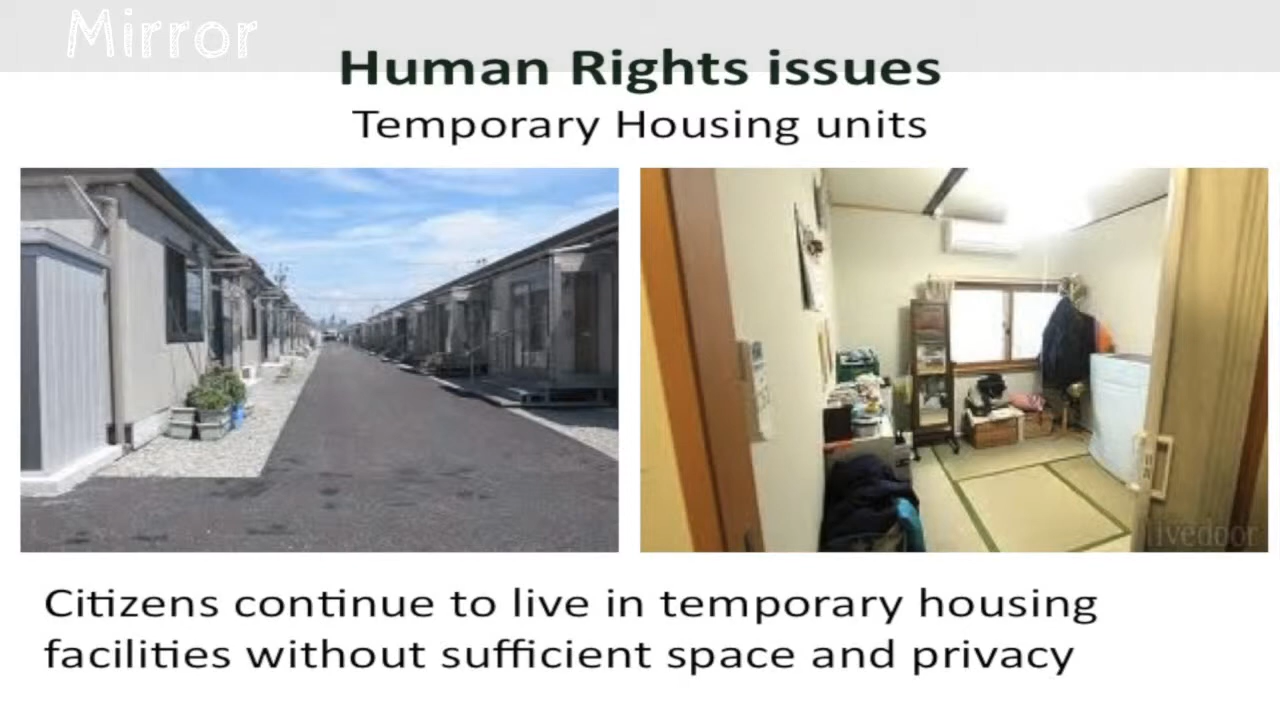 Mirror
Human Rights issues
Temporary Housing units
livedoor
Citizens continue to live in temporary housing
facilities without sufficient space and privacy